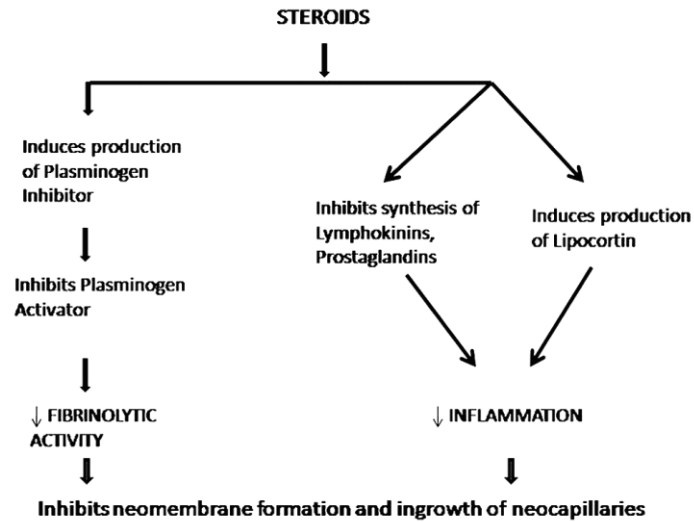 STEROIDS
Induces production
of Plasminogen
Inhibitor
Inhibits synthesis of
Lymphokinins,
Prostaglandins
Induces production
of Lipocortin
Inhibits Plasminogen
Activator
↓ FIBRINOLYTIC
ACTIVITY
↓ INFLAMMATION
Inhibits neomembrane formation and ingrowth of neocapillaries